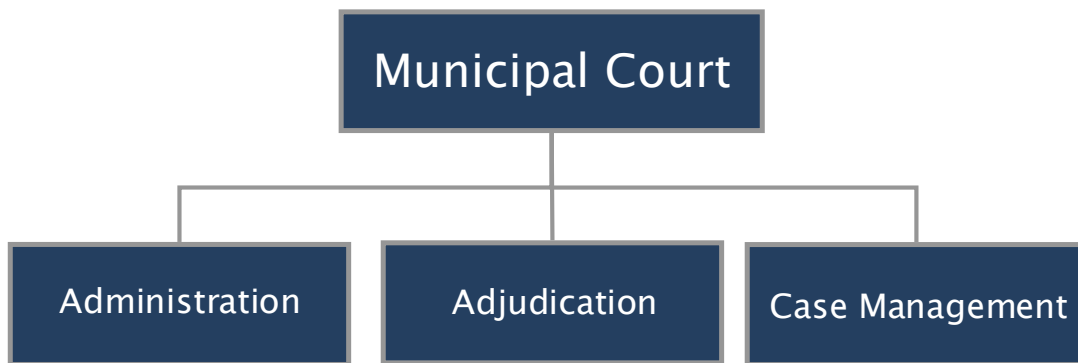 Municipal Court
Administration
Adjudication
Case Management